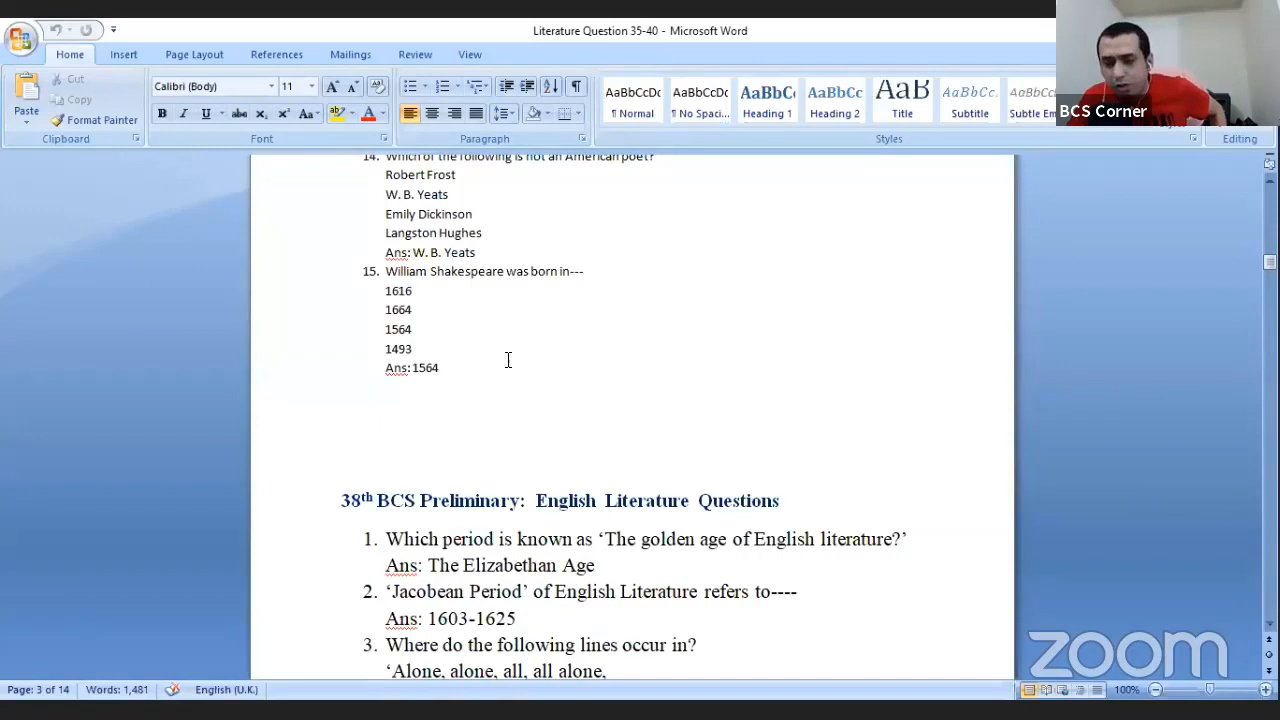 Literature Question 35-40 - Microsoft Word
Home Insert Page Layout References Mailings Review View
Cut
Copy
Paste
Format Painter
Clipboard
Calibri (Body) 11
Font
Paragraph
AaBbCcDc AaBbCcDc AaBbC AaBbCc AaB AaBbCc. AaBbCc
¶ Normal ¶ No Spaci... Heading 1 Heading 2 Title Subtitle Subtle Em
Styles
Editing
BCS Corner
14. Which of the following is not an American poet?
Robert Frost
W. B. Yeats
Emily Dickinson
Langston Hughes
Ans: W. B. Yeats
15. William Shakespeare was born in---
1616
1664
1564
1493
Ans: 1564
38th BCS Preliminary: English Literature Questions
1. Which period is known as ‘The golden age of English literature?’
Ans: The Elizabethan Age
2. ‘Jacobean Period’ of English Literature refers to----
Ans: 1603-1625
3. Where do the following lines occur in?
‘Alone, alone, all, all alone,
zoom
Page: 3 of 14 Words: 1,481 English (U.K.) 100%